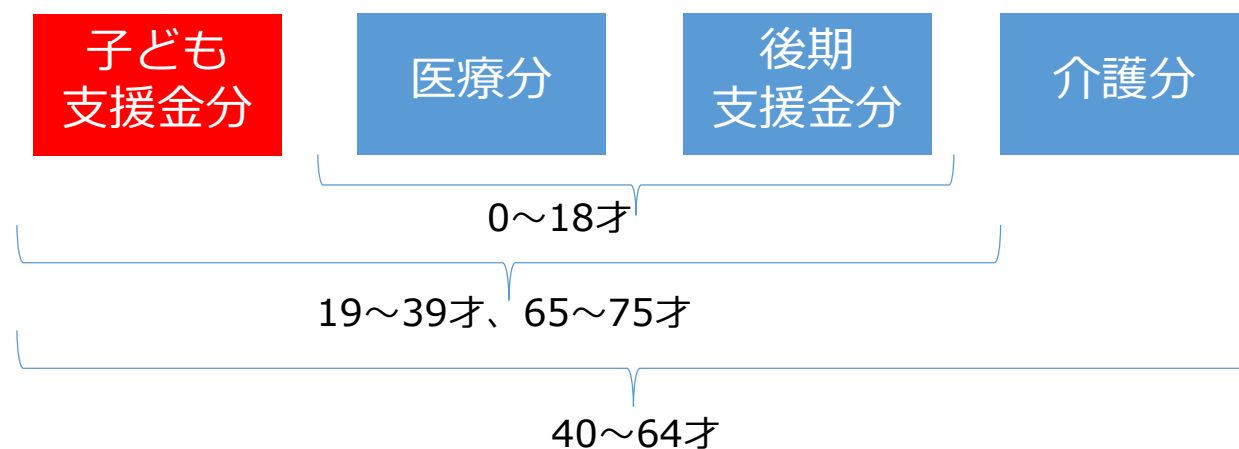 子ども
支援金分
医療分
後期
支援金分
介護分
0～18才
19～39才、65～75才
40～64才